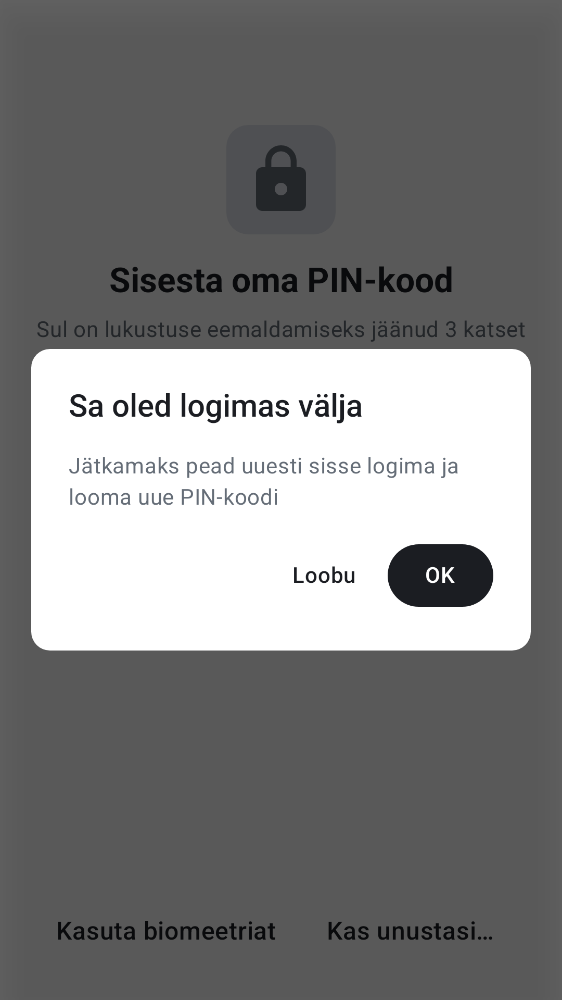 Sisesta oma PIN-kood
Sul on lukustuse eemaldamiseks jäänud 3 katset
Sa oled logimas välja
Jätkamaks pead uuesti sisse logima ja
looma uue PIN-koodi
Loobu
OK
Kasuta biomeetriat
Kas unustasi...